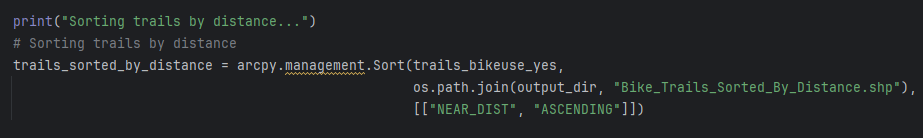 print("Sorting trails by distance...")
# Sorting trails by distance
trails_sorted_by_distance = arcpy.management.Sort(trails_bikeuse_yes,
os.path.join(output_dir, "Bike_Trails_Sorted_By_Distance.shp"),
[["NEAR_DIST", "ASCENDING"]])